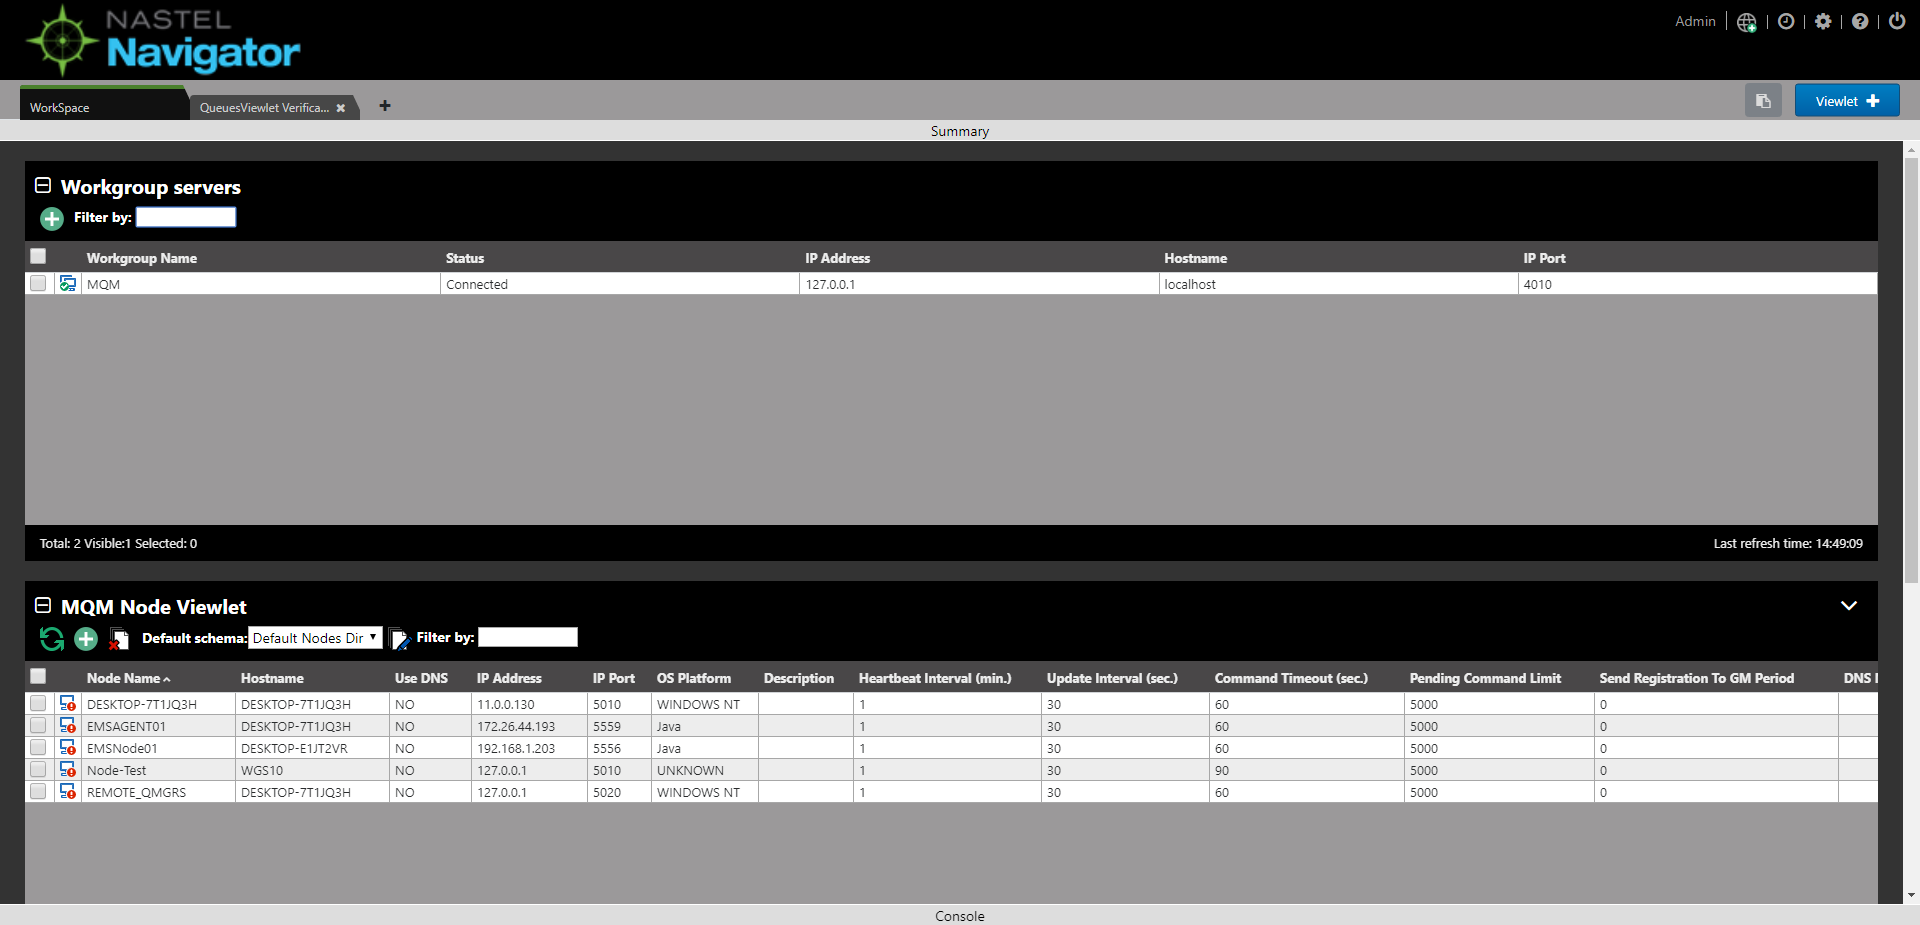 NASTEL
Navigator
Admin
WorkSpace
QueuesViewlet Verifica...
Viewlet
Summary
Workgroup servers
Filter by:
Workgroup Name Status IP Address Hostname IP Port
MQM Connected 127.0.0.1 localhost 4010
Total: 2 Visible:1 Selected: 0
Last refresh time: 14:49:09
MQM Node Viewlet
Default schema: Default Nodes Dir Filter by:
Node Name Hostname Use DNS IP Address IP Port OS Platform Description Heartbeat Interval (min.) Update Interval (sec.) Command Timeout (sec.) Pending Command Limit Send Registration To GM Period DNS
DESKTOP-7T1JQ3H DESKTOP-7T1JQ3H NO 11.0.0.130 5010 WINDOWS NT 1 30 60 5000 0
EMSAGENT01 DESKTOP-7T1JQ3H NO 172.26.44.193 5559 Java 1 30 60 5000 0
EMSNode01 DESKTOP-E1JT2VR NO 192.168.1.203 5556 Java 1 30 60 5000 0
Node-Test WGS10 NO 127.0.0.1 5010 UNKNOWN 1 30 90 5000 0
REMOTE_QMGRS DESKTOP-7T1JQ3H NO 127.0.0.1 5020 WINDOWS NT 1 30 60 5000 0
Console